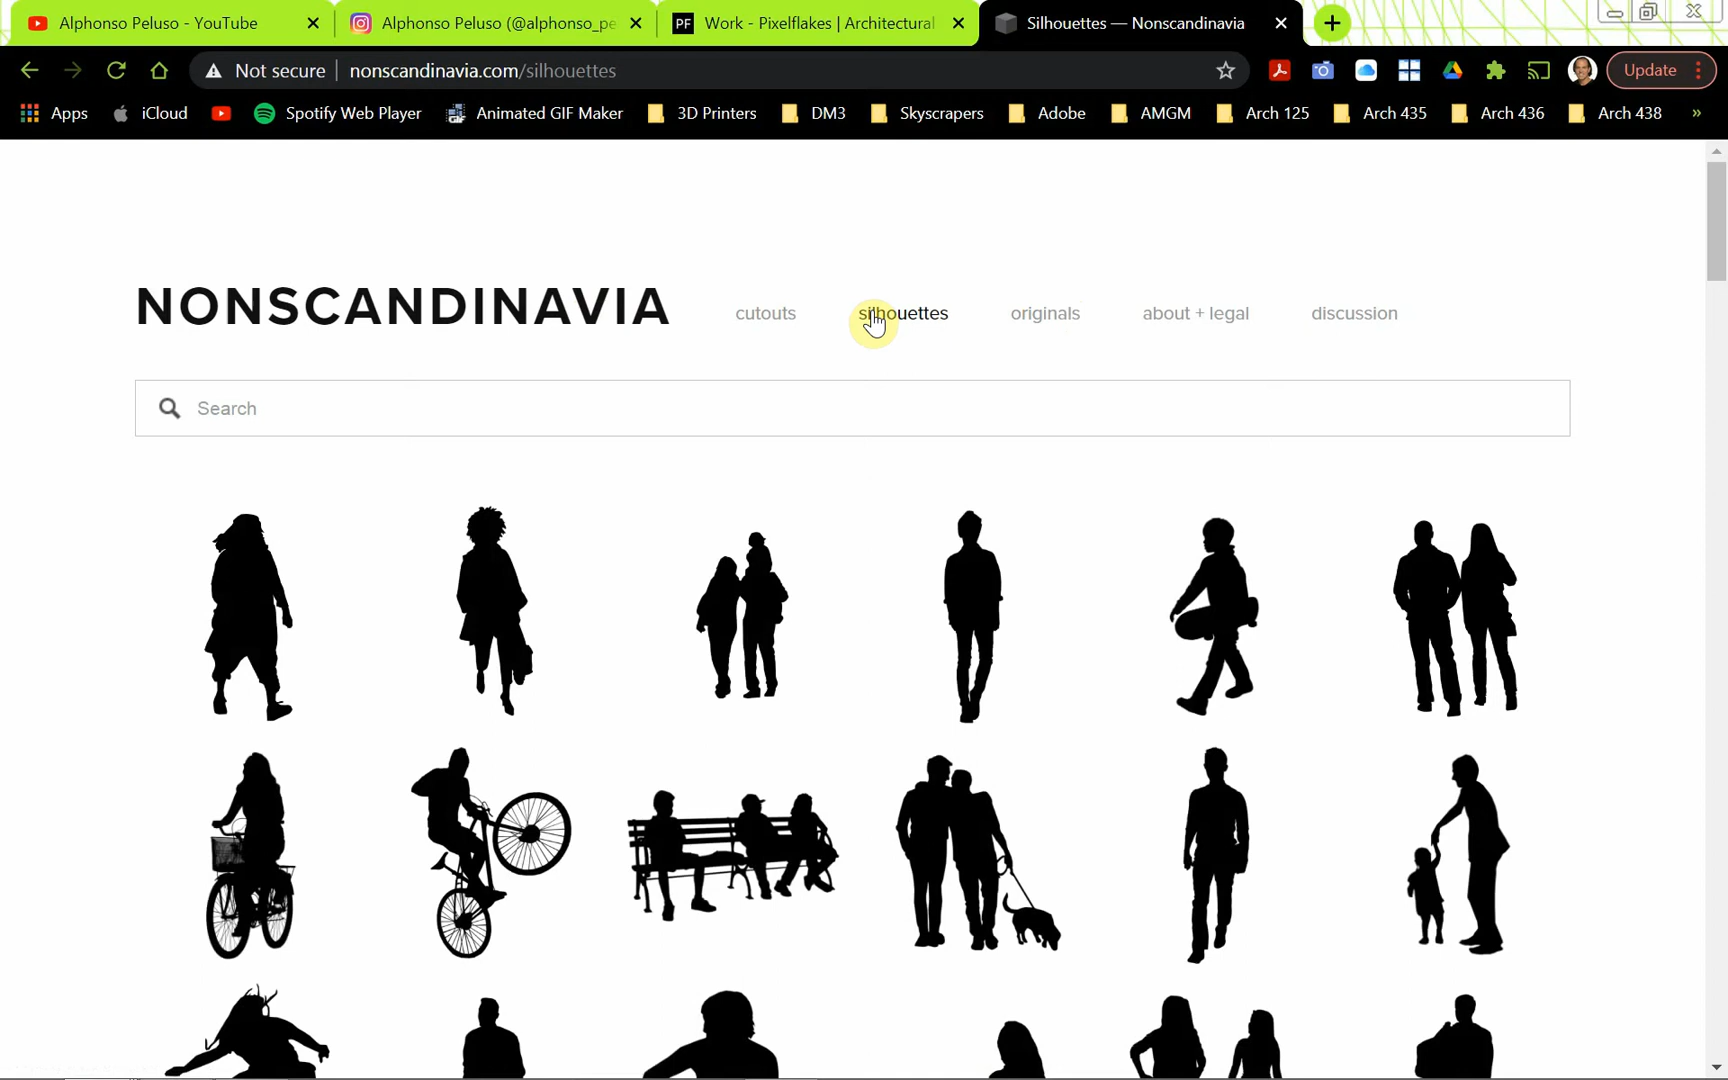 Alphonso Peluso - YouTube
Alphonso Peluso (@alphonso_pe
PF Work - Pixelflakes | Architectural
Silhouettes — Nonscandinavia
Not secure nonscandinavia.com/silhouettes
Update
Apps iCloud Spotify Web Player Animated GIF Maker 3D Printers DM3 Skyscrapers Adobe AMGM Arch 125 Arch 435 Arch 436 Arch 438 »
NONSCANDINAVIA cutouts silhouettes originals about + legal discussion
Search